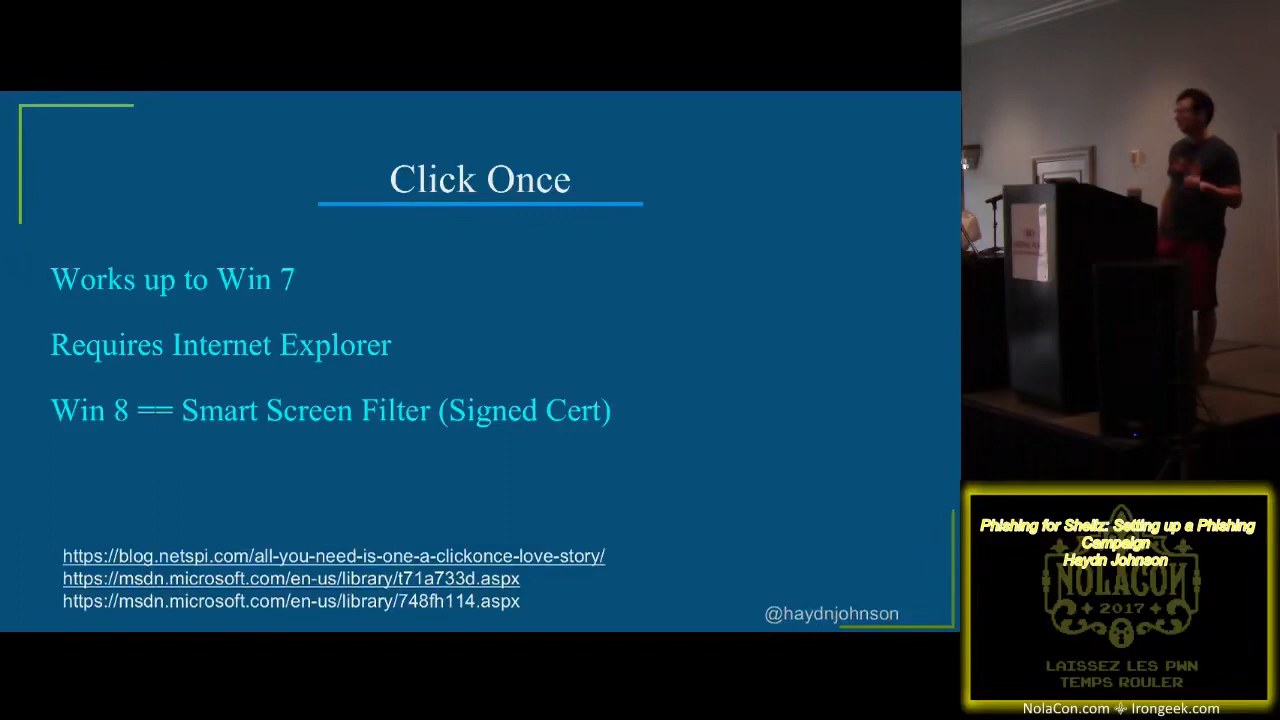 Click Once
Works up to Win 7
Requires Internet Explorer
Win 8 == Smart Screen Filter (Signed Cert)
https://blog.netspi.com/all-you-need-is-one-a-clickonce-love-story/
https://msdn.microsoft.com/en-us/library/t71a733d.aspx
https://msdn.microsoft.com/en-us/library/748fh114.aspx
@haydnjohnson
Phishing for Shellz: Setting up a Phishing
Campaign
Haydn Johnson
NOLACON
2017
LAISSEZ LES PWN
TEMPS ROULER
NolaCon.com ⚜ Irongeek.com